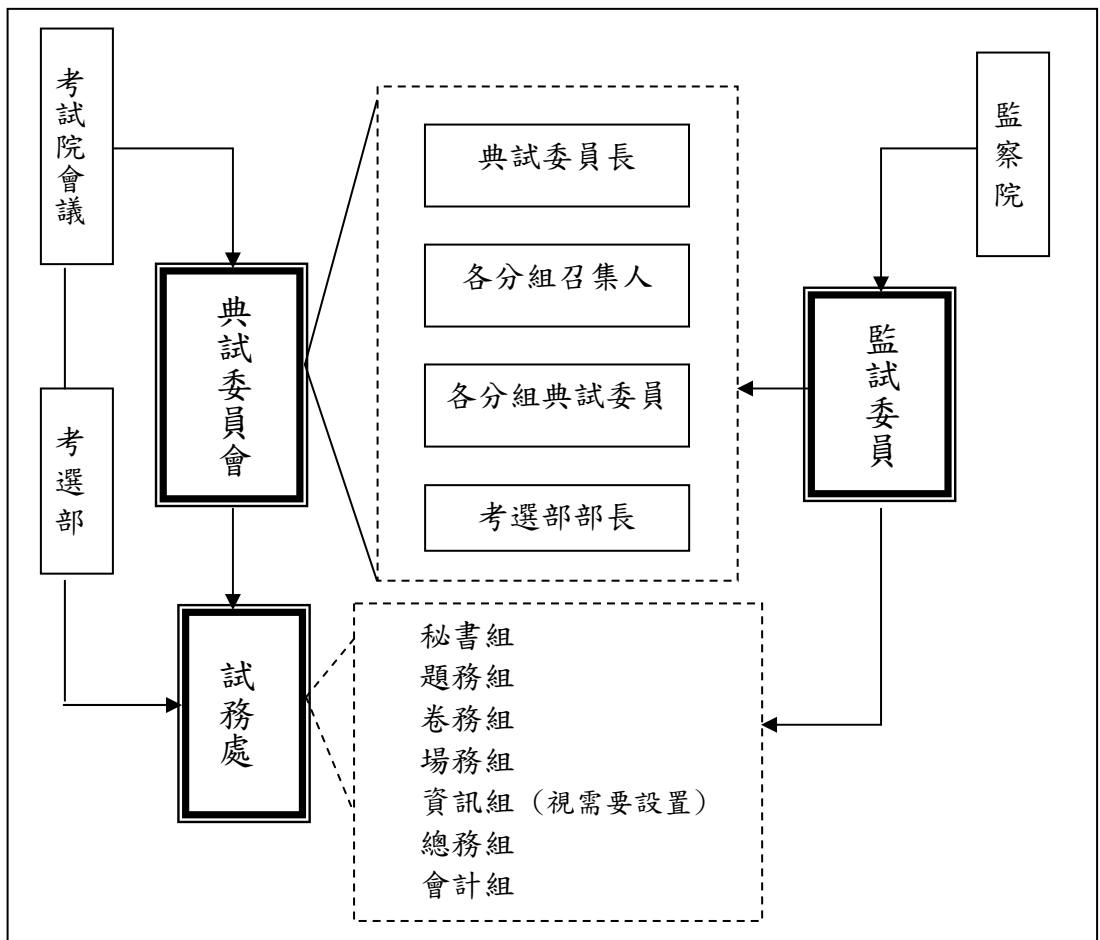 考試院會議
典試委員長
監察院
各分組召集人
典試委員會
監試委員
各分組典試委員
考選部
考選部部長
試務處
秘書組
題務組
卷務組
場務組
資訊組（視需要設置）
總務組
會計組